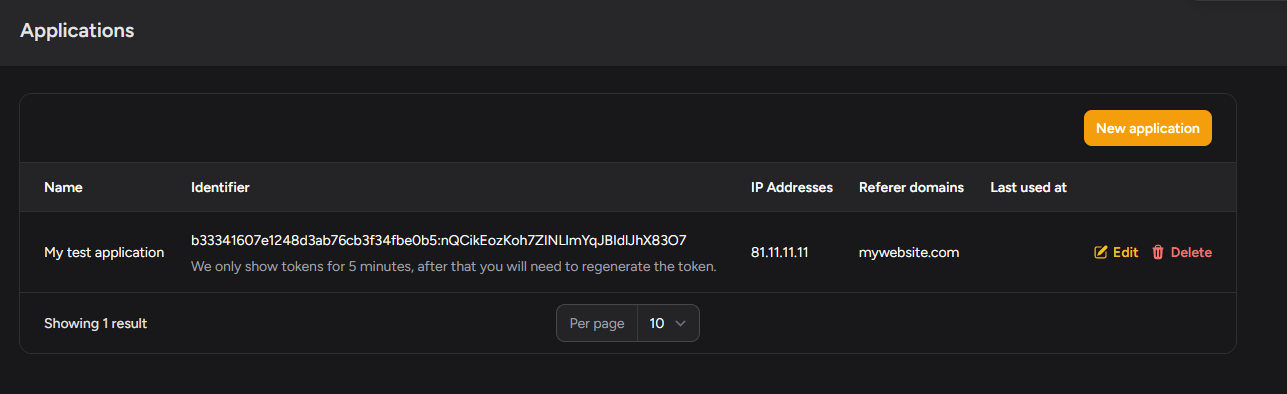 Applications
New application
Name Identifier IP Addresses Referer domains Last used at
b33341607e1248d3ab76cb3f34fbe0b5:nQCikEozKoh7ZINLlmYqJBIdlJhX83O7
My test application 81.11.11.11 mywebsite.com Edit Delete
We only show tokens for 5 minutes, after that you will need to regenerate the token.
Showing 1 result Per page 10